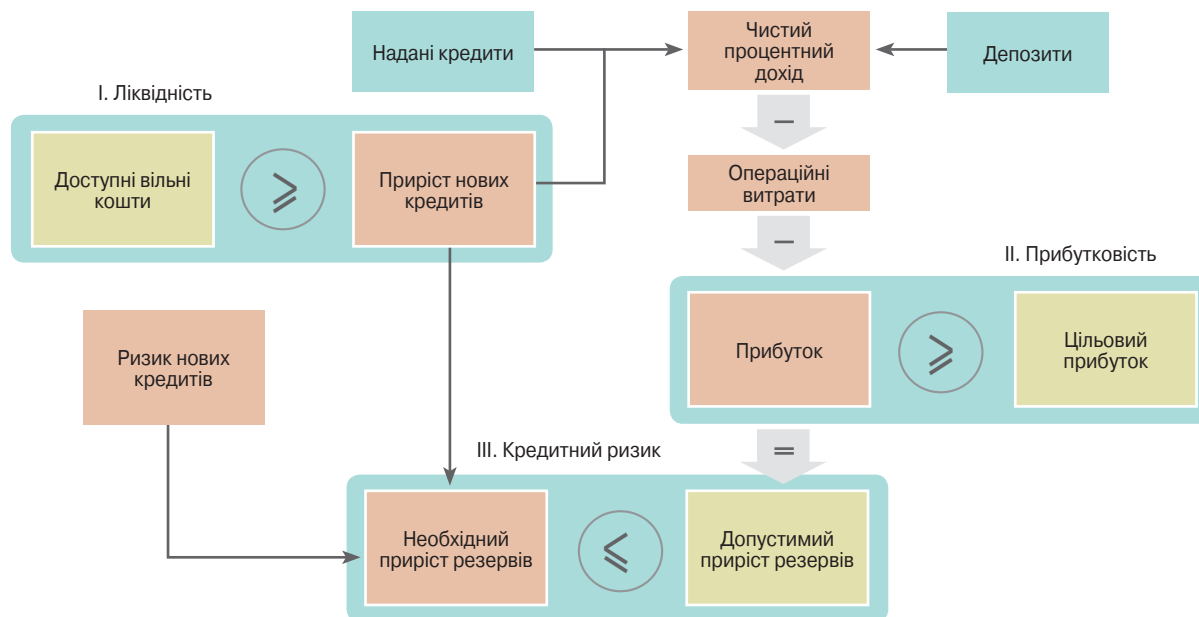 Надані кредити
Чистий
процентний
дохід
Депозити
I. Ліквідність
Доступні вільні
кошти
⩾
Приріст нових
кредитів
–
Операційні
витрати
–
II. Прибутковість
Прибуток
⩾
Цільовий
прибуток
Ризик нових
кредитів
=
III. Кредитний ризик
Необхідний
приріст резервів
⩽
Допустимий
приріст резервів